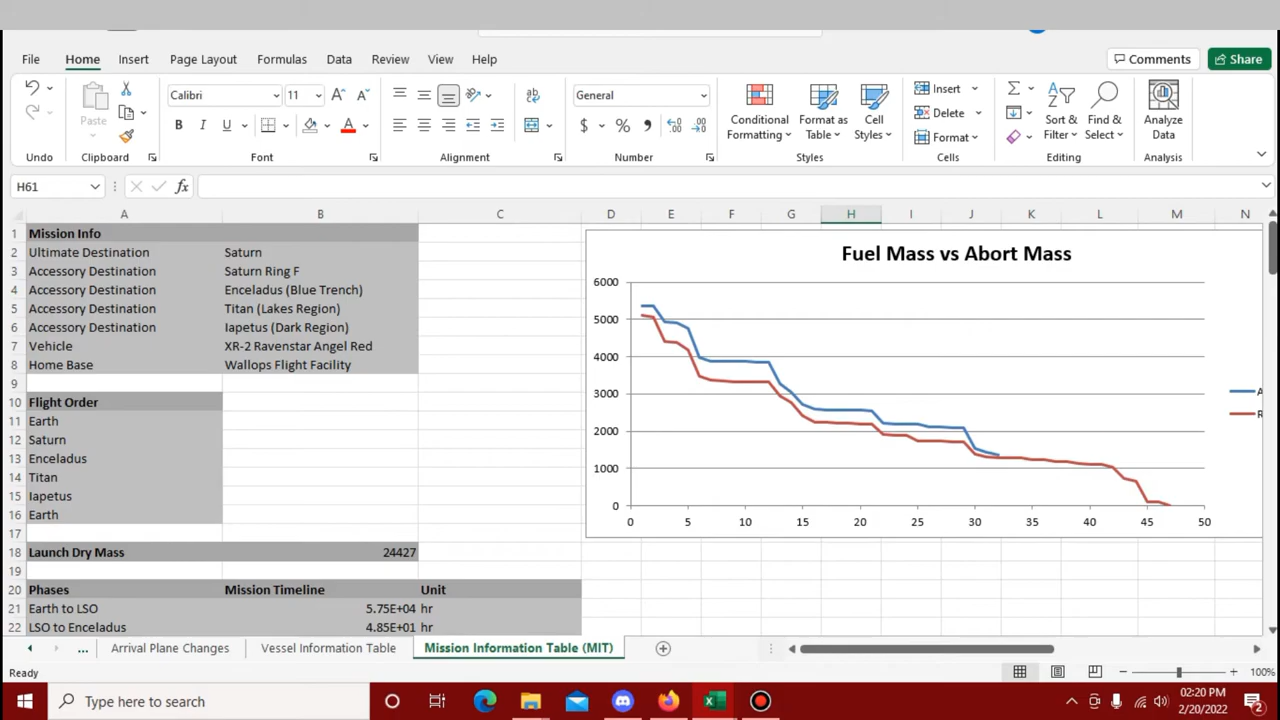 File Home Insert Page Layout Formulas Data Review View Help Comments Share
Calibri 11 General Insert
Paste Conditional Formatting Format as Table Cell Styles Delete Sort & Filter Find & Select Analyze Data
B I U $ % Format
Undo Clipboard Font Alignment Number Styles Cells Editing Analysis
H61 fx
A B C D E F G H I J K L M N
1 Mission Info
2 Ultimate Destination Saturn
3 Accessory Destination Saturn Ring F
4 Accessory Destination Enceladus (Blue Trench)
5 Accessory Destination Titan (Lakes Region)
6 Accessory Destination Iapetus (Dark Region)
7 Vehicle XR-2 Ravenstar Angel Red
8 Home Base Wallops Flight Facility
9
10 Flight Order
11 Earth
12 Saturn
13 Enceladus
14 Titan
15 Iapetus
16 Earth
17
18 Launch Dry Mass 24427
19
20 Phases Mission Timeline Unit
21 Earth to LSO 5.75E+04 hr
22 LSO to Enceladus 4.85E+01 hr
Fuel Mass vs Abort Mass
6000
5000
4000
3000
2000
1000
0
0 5 10 15 20 25 30 35 40 45 50
A
R
... Arrival Plane Changes Vessel Information Table Mission Information Table (MIT)
Ready 100%
Type here to search 02:20 PM
2/20/2022 2